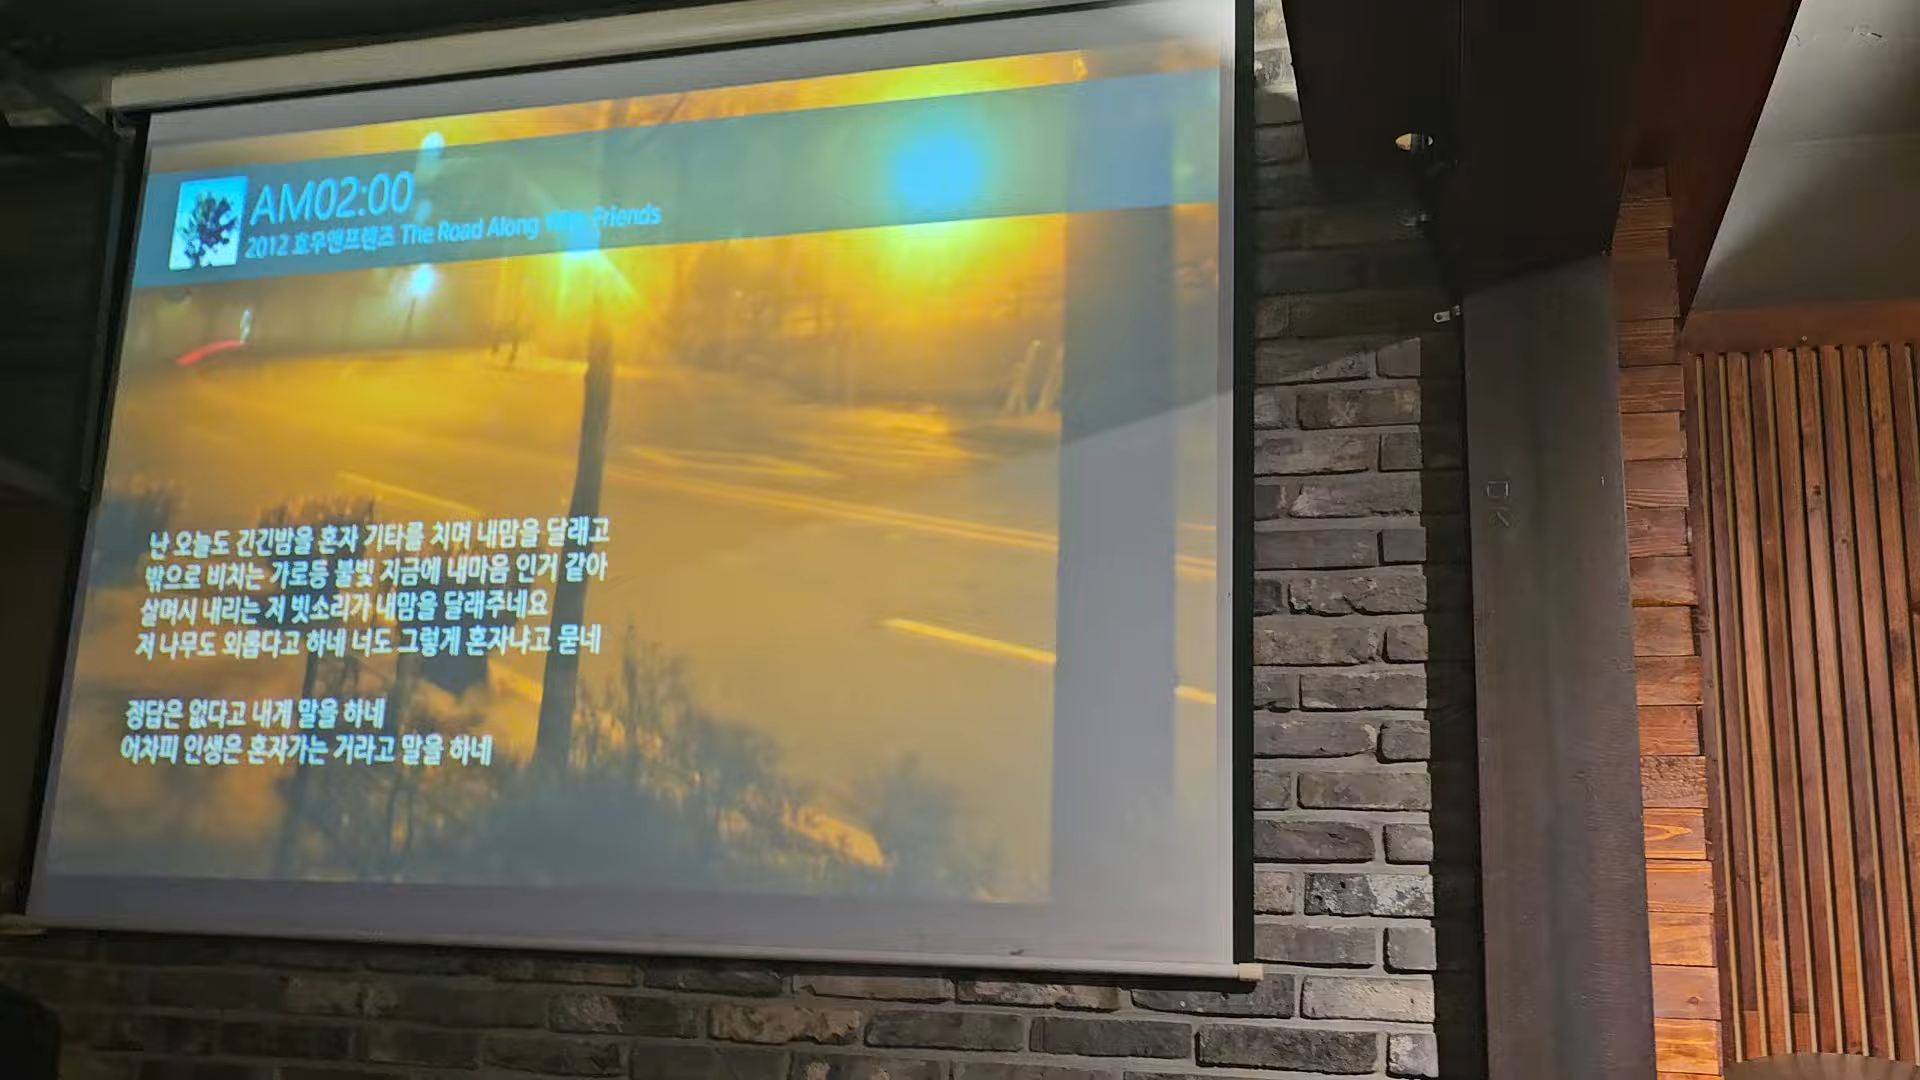 AM02:00
2012 호우앤프렌즈 The Road Along With Friends
난 오늘도 긴긴밤을 혼자 기타를 치며 내맘을 달래고
밖으로 비치는 가로등 불빛 지금에 내마음 인거 같아
살며시 내리는 저 빗소리가 내맘을 달래주네요
저 나무도 외롭다고 하네 너도 그렇게 혼자냐고 묻네
정답은 없다고 내게 말을 하네
어차피 인생은 혼자가는 거라고 말을 하네